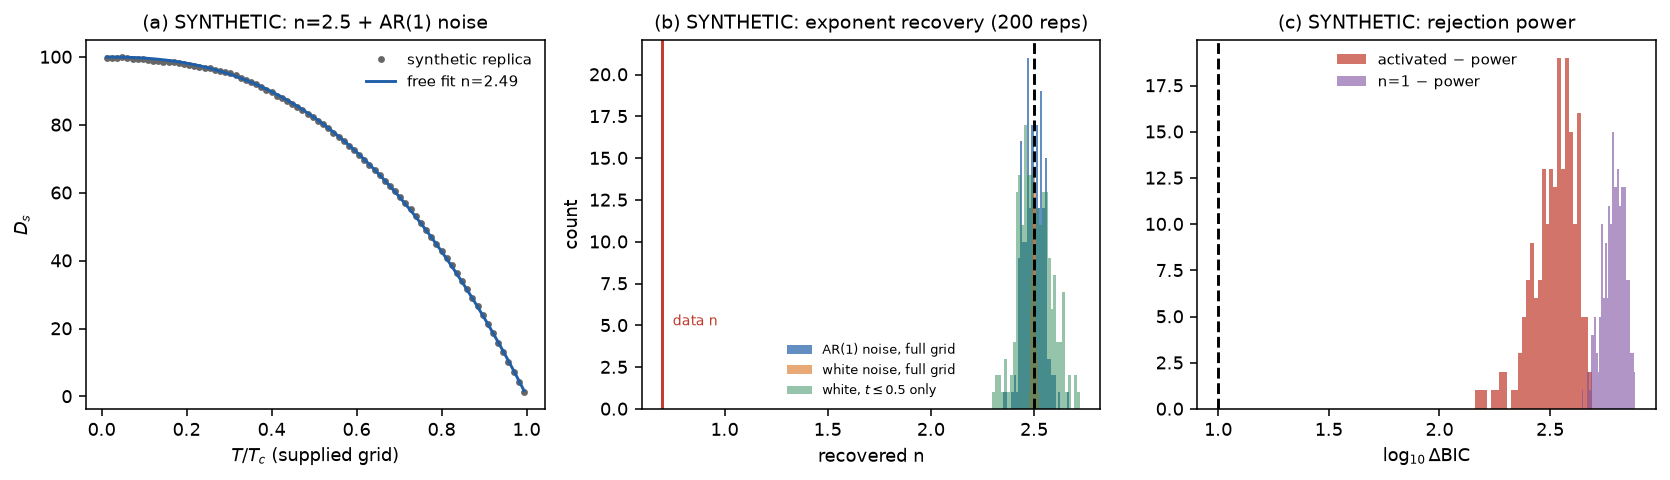 (a) SYNTHETIC: n=2.5 + AR(1) noise
synthetic replica
free fit n=2.49
D_s
100
80
60
40
20
0
0.0 0.2 0.4 0.6 0.8 1.0
T/T_c (supplied grid)
(b) SYNTHETIC: exponent recovery (200 reps)
count
20.0
17.5
15.0
12.5
10.0
7.5
5.0
2.5
0.0
data n
AR(1) noise, full grid
white noise, full grid
white, t ≤ 0.5 only
1.0 1.5 2.0 2.5
recovered n
(c) SYNTHETIC: rejection power
activated − power
n=1 − power
17.5
15.0
12.5
10.0
7.5
5.0
2.5
0.0
1.0 1.5 2.0 2.5
log₁₀ ΔBIC